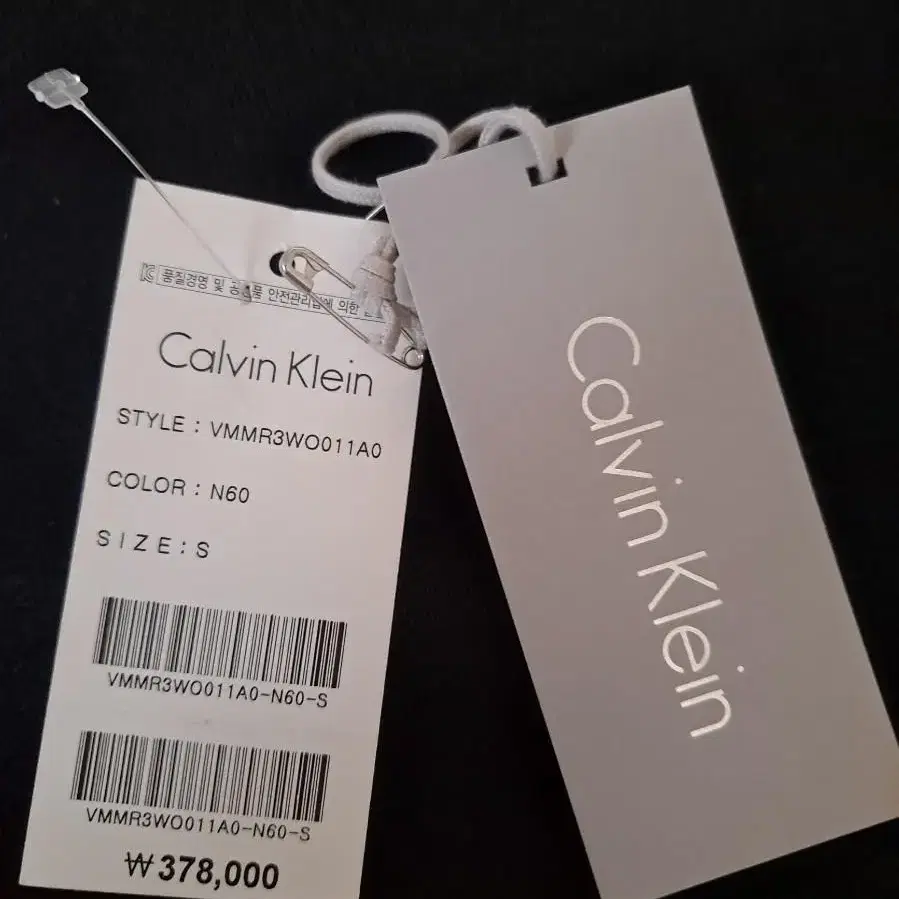 품질경영 및 공산품 안전관리법에 의한
Calvin Klein
STYLE : VMMR3WO011A0
COLOR : N60
SIZE : S
VMMR3WO011A0-N60-S
VMMR3WO011A0-N60-S
₩378,000
Calvin Klein